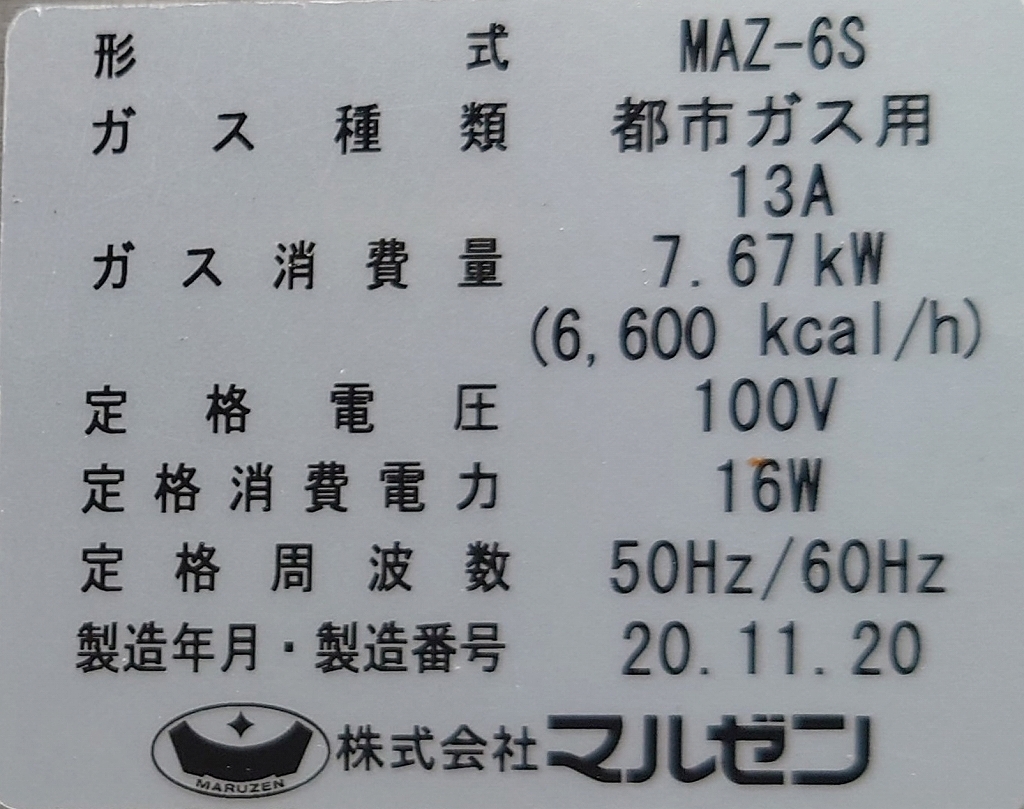 形式 MAZ-6S
ガス種類 都市ガス用
13A
ガス消費量 7.67kW
(6,600 kcal/h)
定格電圧 100V
定格消費電力 16W
定格周波数 50Hz/60Hz
製造年月・製造番号 20.11.20
MARUZEN 株式会社マルゼン